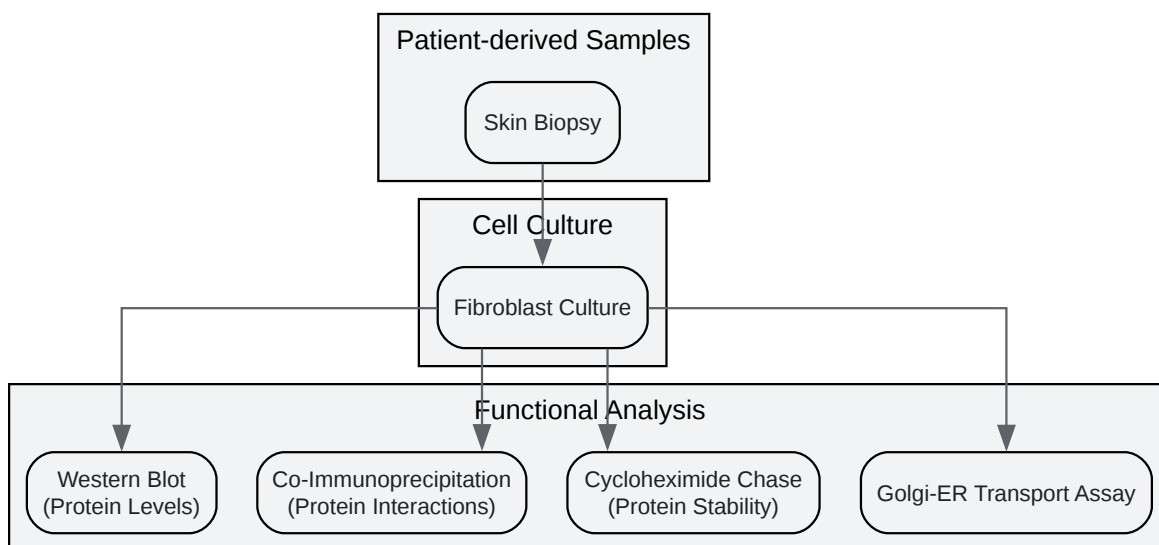 Patient-derived Samples
Skin Biopsy
Cell Culture
Fibroblast Culture
Functional Analysis
Western Blot
(Protein Levels)
Co-Immunoprecipitation
(Protein Interactions)
Cycloheximide Chase
(Protein Stability)
Golgi-ER Transport Assay